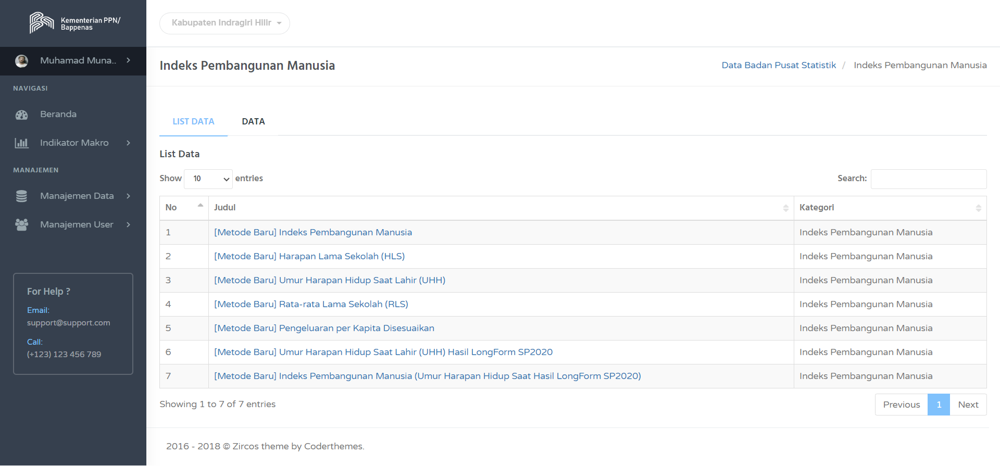 Kementerian PPN/
Bappenas
Kabupaten Indragiri Hilir
Muhamad Muna..
NAVIGASI
Beranda
Indikator Makro
MANAJEMEN
Manajemen Data
Manajemen User
For Help ?
Email:
support@support.com
Call:
(+123) 123 456 789
Indeks Pembangunan Manusia
Data Badan Pusat Statistik / Indeks Pembangunan Manusia
LIST DATA DATA
List Data
Show 10 entries Search:
No Judul Kategori
1 [Metode Baru] Indeks Pembangunan Manusia Indeks Pembangunan Manusia
2 [Metode Baru] Harapan Lama Sekolah (HLS) Indeks Pembangunan Manusia
3 [Metode Baru] Umur Harapan Hidup Saat Lahir (UHH) Indeks Pembangunan Manusia
4 [Metode Baru] Rata-rata Lama Sekolah (RLS) Indeks Pembangunan Manusia
5 [Metode Baru] Pengeluaran per Kapita Disesuaikan Indeks Pembangunan Manusia
6 [Metode Baru] Umur Harapan Hidup Saat Lahir (UHH) Hasil LongForm SP2020 Indeks Pembangunan Manusia
7 [Metode Baru] Indeks Pembangunan Manusia (Umur Harapan Hidup Saat Hasil LongForm SP2020) Indeks Pembangunan Manusia
Showing 1 to 7 of 7 entries Previous 1 Next
2016 - 2018 © Zircos theme by Coderthemes.